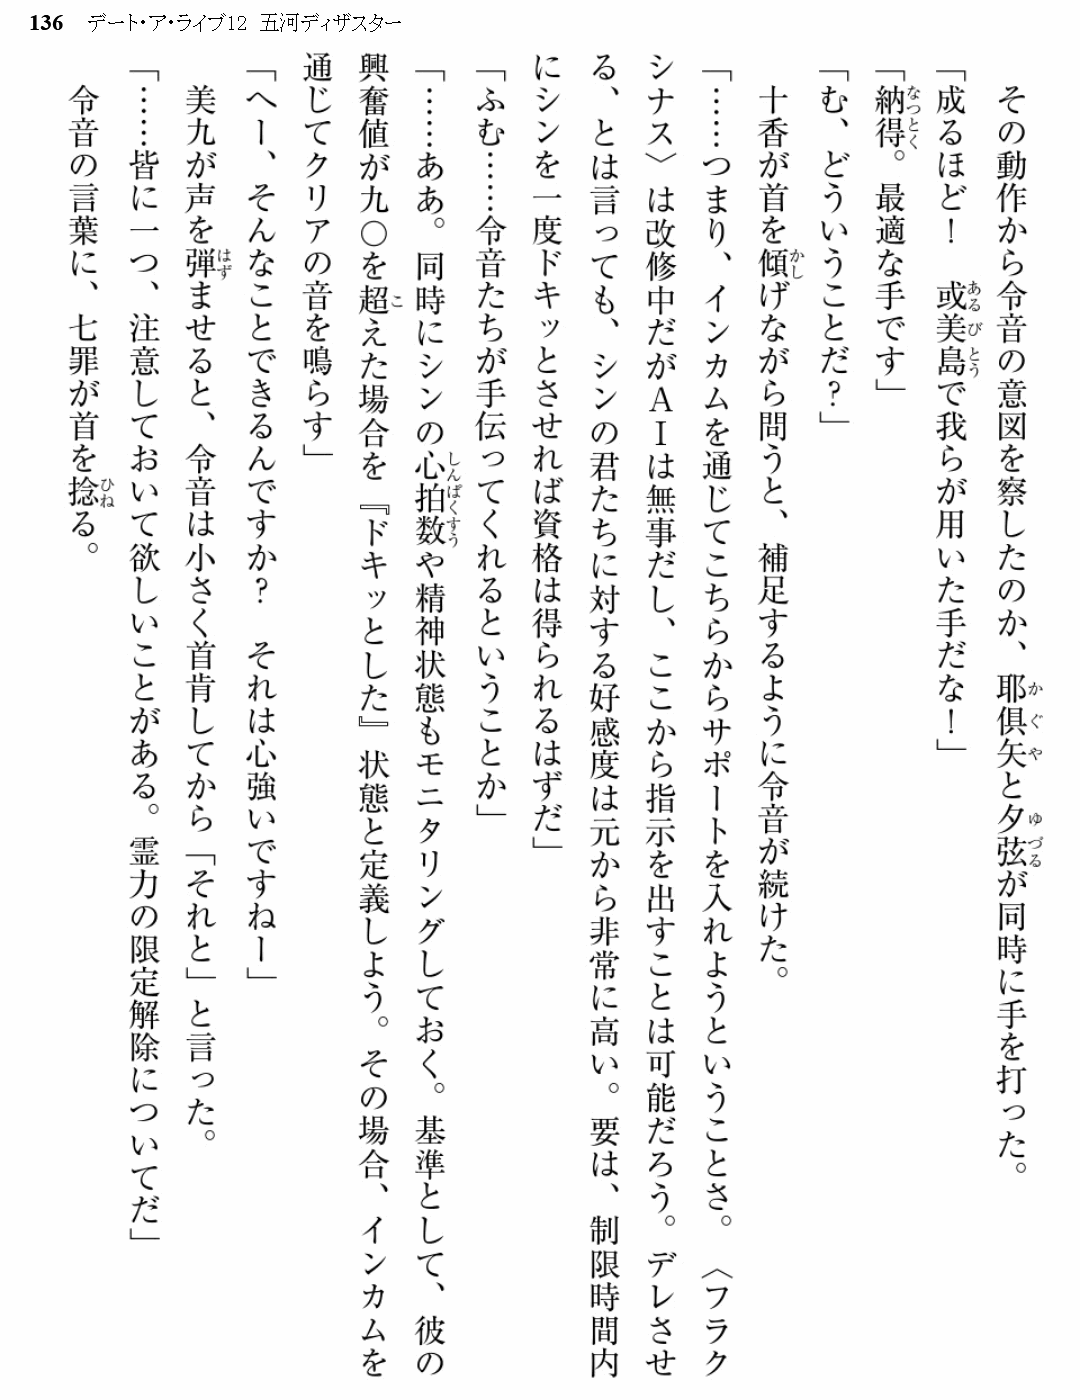 136 デート・ア・ライブ12 五河ディザスター
その動作から令音の意図を察したのか、耶倶矢と夕弦が同時に手を打った。
「成るほど！ 或美島で我らが用いた手だな！」
「納得。最適な手です」
「む、どういうことだ？」
十香が首を傾げながら問うと、補足するように令音が続けた。
「……つまり、インカムを通じてこちらからサポートを入れようということさ。〈フラク
シナス〉は改修中だがＡＩは無事だし、ここから指示を出すことは可能だろう。デレさせ
る、とは言っても、シンの君たちに対する好感度は元から非常に高い。要は、制限時間内
にシンを一度ドキッとさせれば資格は得られるはずだ」
「ふむ……令音たちが手伝ってくれるということか」
「……ああ。同時にシンの心拍数や精神状態もモニタリングしておく。基準として、彼の
興奮値が九〇を超えた場合を『ドキッとした』状態と定義しよう。その場合、インカムを
通じてクリアの音を鳴らす」
「へー、そんなことできるんですか？ それは心強いですねー」
美九が声を弾ませると、令音は小さく首肯してから「それと」と言った。
「……皆に一つ、注意しておいて欲しいことがある。霊力の限定解除についてだ」
令音の言葉に、七罪が首を捻る。